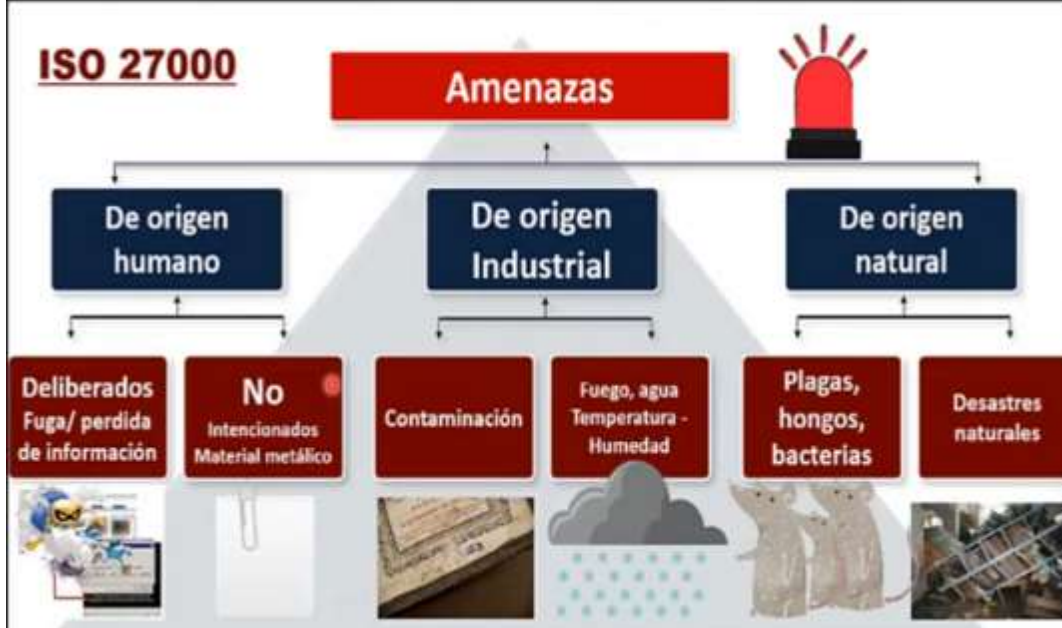 ISO 27000
Amenazas
De origen
humano
De origen
Industrial
De origen
natural
Deliberados
Fuga/ perdida
de información
No
Intencionados
Material metálico
Contaminación
Fuego, agua
Temperatura -
Humedad
Plagas,
hongos,
bacterias
Desastres
naturales